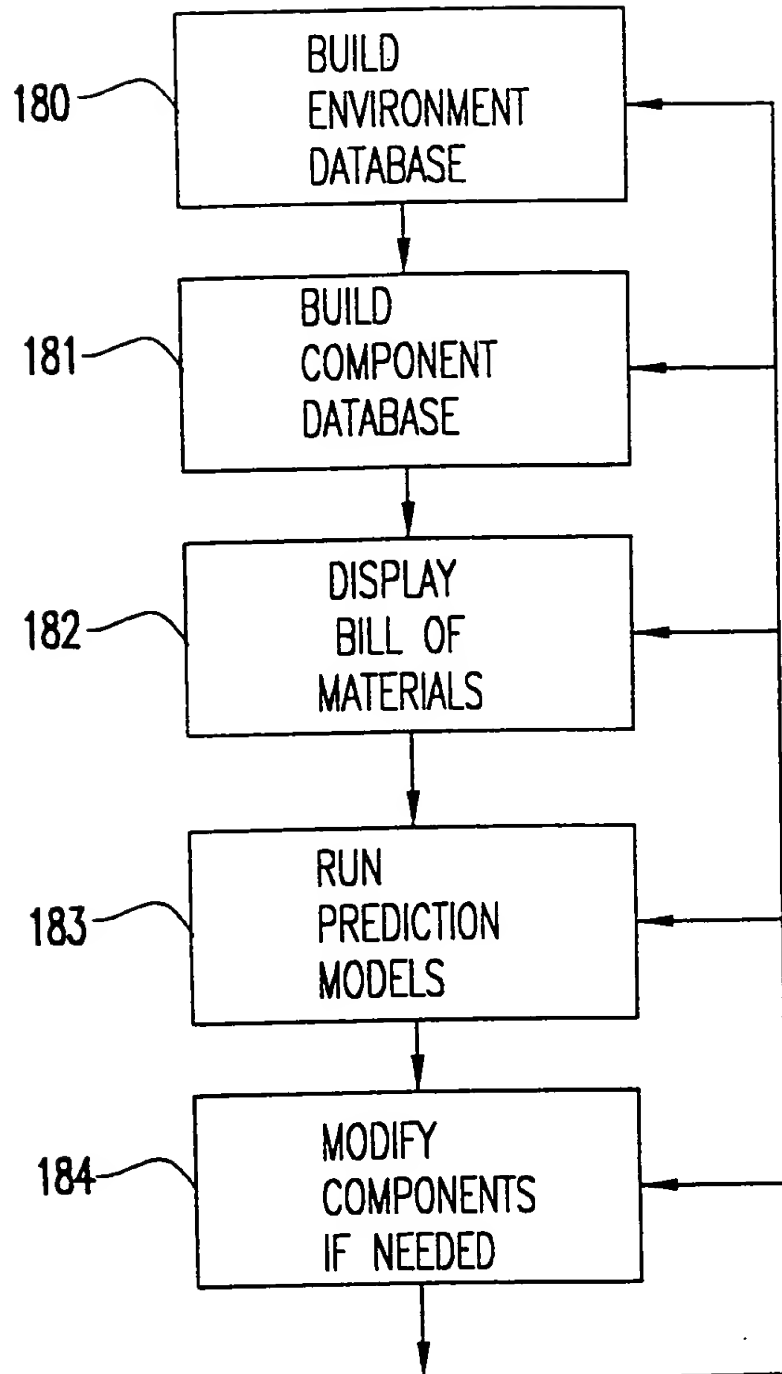 180
BUILD
ENVIRONMENT
DATABASE
181
BUILD
COMPONENT
DATABASE
182
DISPLAY
BILL OF
MATERIALS
183
RUN
PREDICTION
MODELS
184
MODIFY
COMPONENTS
IF NEEDED